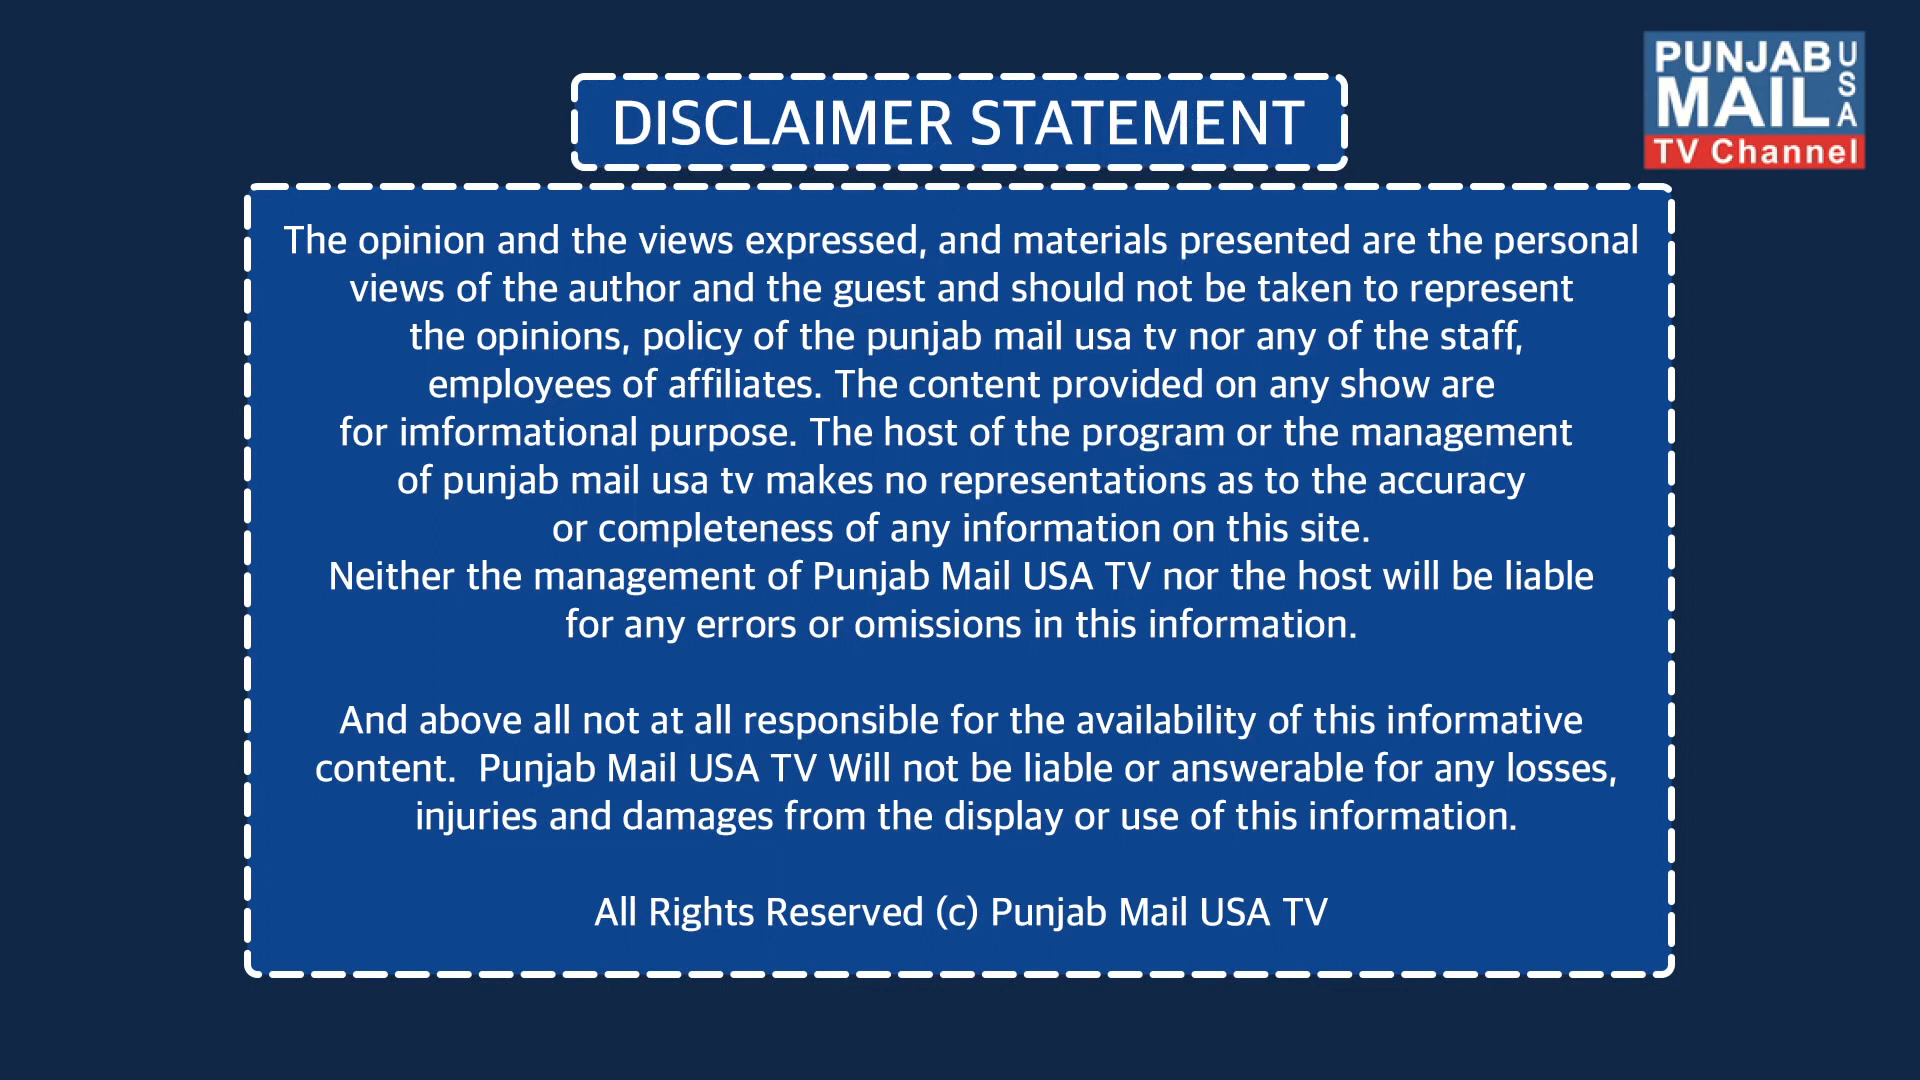 PUNJAB USA
MAIL
TV Channel
DISCLAIMER STATEMENT
The opinion and the views expressed, and materials presented are the personal
views of the author and the guest and should not be taken to represent
the opinions, policy of the punjab mail usa tv nor any of the staff,
employees of affiliates. The content provided on any show are
for imformational purpose. The host of the program or the management
of punjab mail usa tv makes no representations as to the accuracy
or completeness of any information on this site.
Neither the management of Punjab Mail USA TV nor the host will be liable
for any errors or omissions in this information.
And above all not at all responsible for the availability of this informative
content.  Punjab Mail USA TV Will not be liable or answerable for any losses,
injuries and damages from the display or use of this information.
All Rights Reserved (c) Punjab Mail USA TV